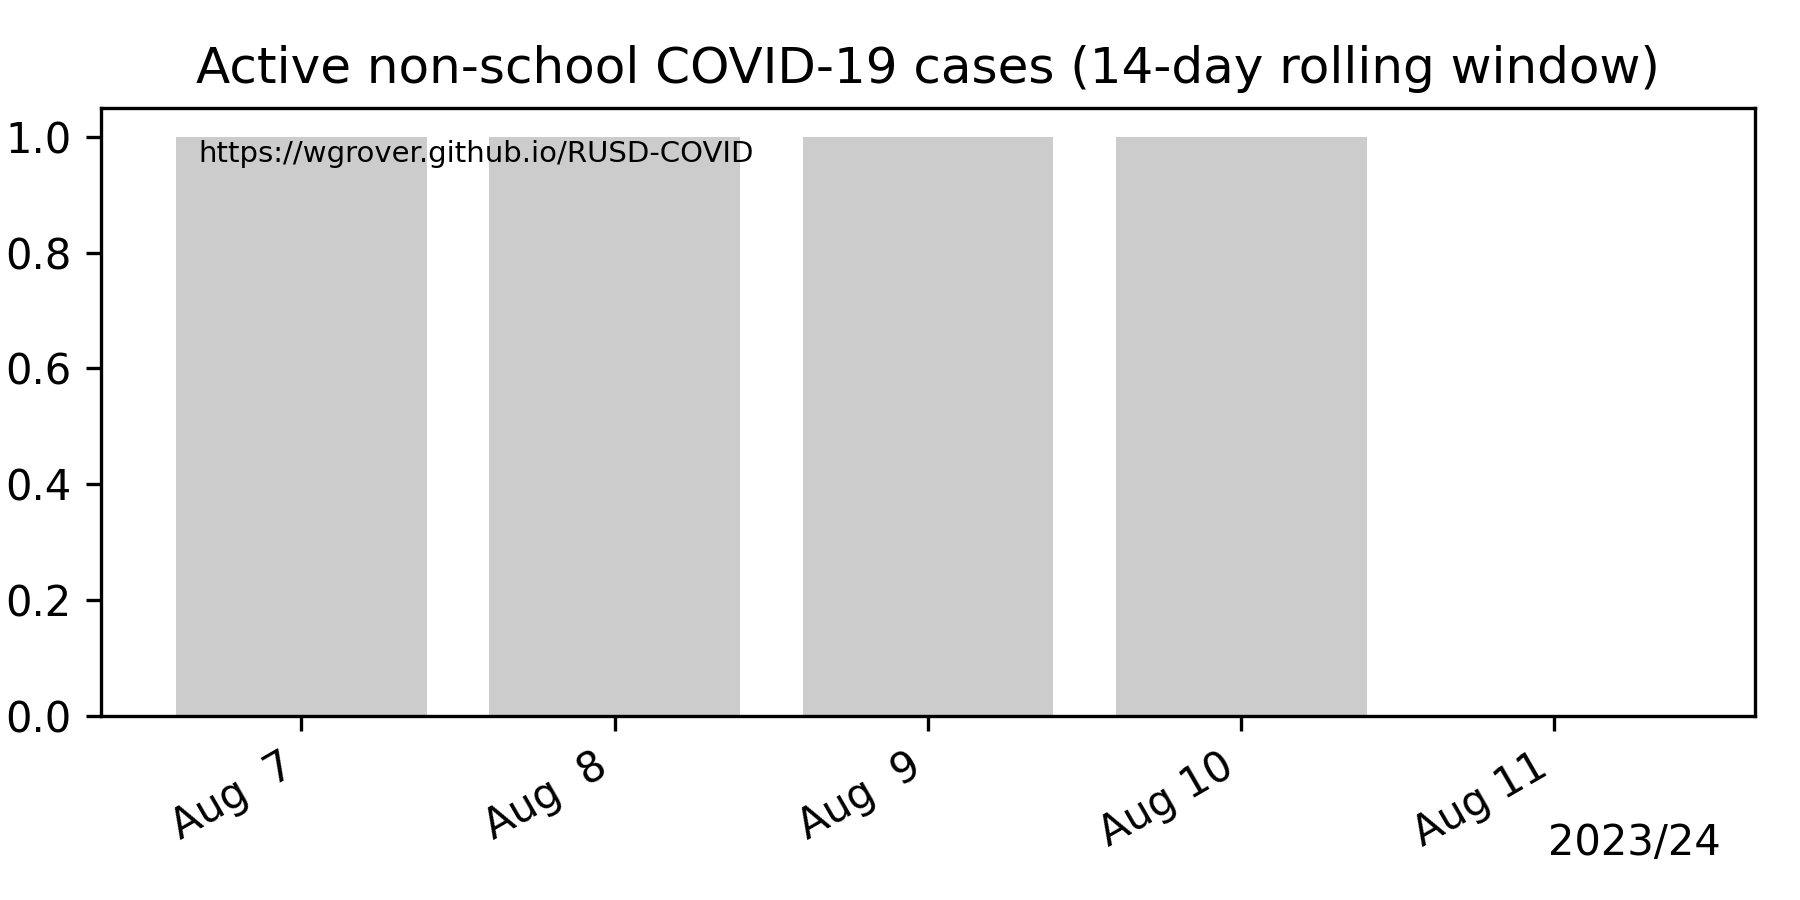 Active non-school COVID-19 cases (14-day rolling window)
1.0
https://wgrover.github.io/RUSD-COVID
0.8
0.6
0.4
0.2
0.0
Aug 7
Aug 8
Aug 9
Aug 10
Aug 11
2023/24